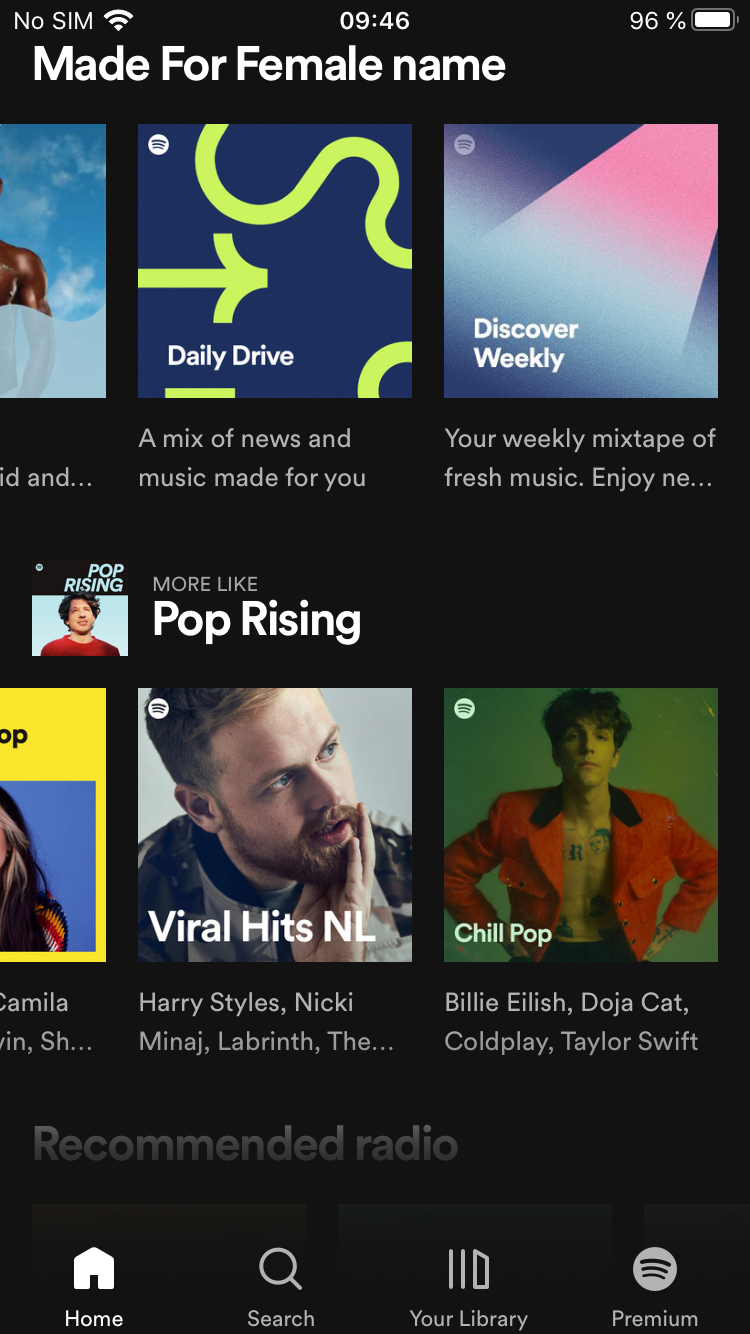 No SIM 09:46 96 %
Made For Female name
Daily Drive
Discover
Weekly
A mix of news and
music made for you
Your weekly mixtape of
fresh music. Enjoy ne...
id and...
POP
RISING
MORE LIKE
Pop Rising
op
Viral Hits NL
Chill Pop
Camila
vin, Sh...
Harry Styles, Nicki
Minaj, Labrinth, The...
Billie Eilish, Doja Cat,
Coldplay, Taylor Swift
Recommended radio
Home Search Your Library Premium